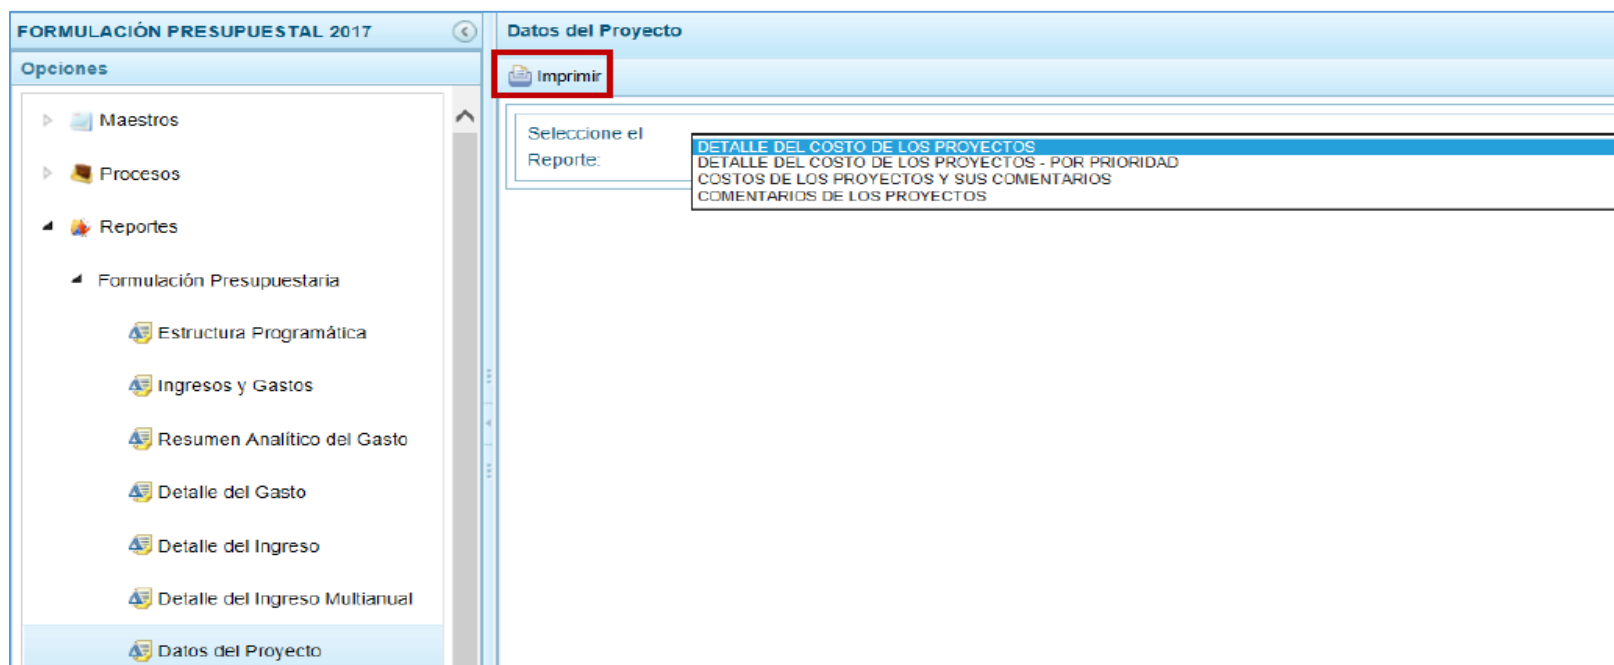 FORMULACIÓN PRESUPUESTAL 2017
Opciones
Maestros
Procesos
Reportes
Formulación Presupuestaria
Estructura Programática
Ingresos y Gastos
Resumen Analítico del Gasto
Detalle del Gasto
Detalle del Ingreso
Detalle del Ingreso Multianual
Datos del Proyecto
Datos del Proyecto
Imprimir
Seleccione el
Reporte:
DETALLE DEL COSTO DE LOS PROYECTOS
DETALLE DEL COSTO DE LOS PROYECTOS - POR PRIORIDAD
COSTOS DE LOS PROYECTOS Y SUS COMENTARIOS
COMENTARIOS DE LOS PROYECTOS